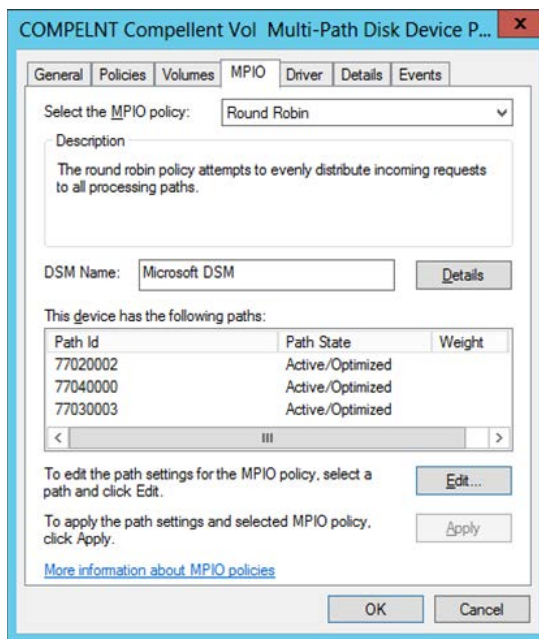 COMPELNT Compellent Vol Multi-Path Disk Device P...
General Policies Volumes MPIO Driver Details Events
Select the MPIO policy: Round Robin
Description
The round robin policy attempts to evenly distribute incoming requests
to all processing paths.
DSM Name: Microsoft DSM Details
This device has the following paths:
Path Id Path State Weight
77020002 Active/Optimized
77040000 Active/Optimized
77030003 Active/Optimized
To edit the path settings for the MPIO policy, select a
path and click Edit.
Edit...
To apply the path settings and selected MPIO policy,
click Apply.
Apply
More information about MPIO policies
OK Cancel